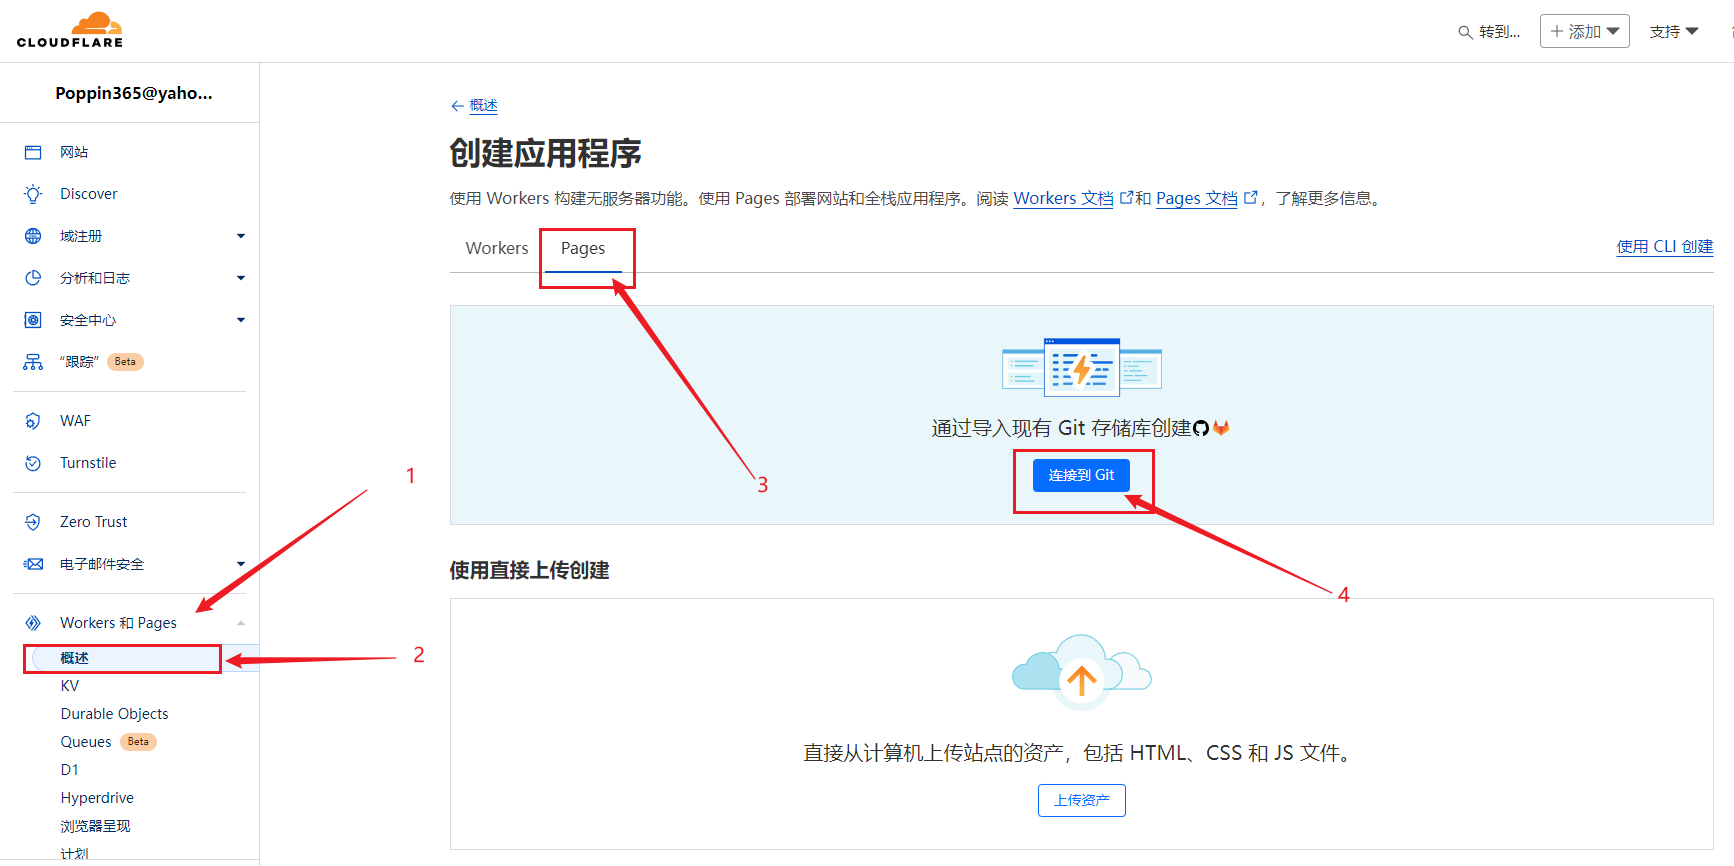 CLOUDFLARE
转到...
添加
支持
Poppin365@yaho...
网站
Discover
域注册
分析和日志
安全中心
“跟踪” Beta
WAF
Turnstile
Zero Trust
电子邮件安全
Workers 和 Pages
概述
KV
Durable Objects
Queues Beta
D1
Hyperdrive
浏览器呈现
计划
1
2
概述
创建应用程序
使用 Workers 构建无服务器功能。使用 Pages 部署网站和全栈应用程序。阅读 Workers 文档 和 Pages 文档 ，了解更多信息。
Workers
Pages
使用 CLI 创建
3
通过导入现有 Git 存储库创建
连接到 Git
4
使用直接上传创建
直接从计算机上传站点的资产，包括 HTML、CSS 和 JS 文件。
上传资产